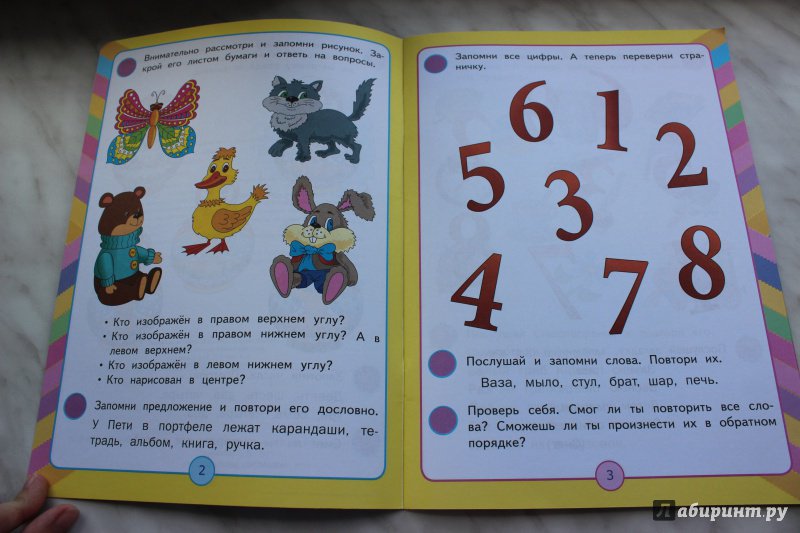 Внимательно рассмотри и запомни рисунок. За-
крой его листом бумаги и ответь на вопросы.
• Кто изображён в правом верхнем углу?
• Кто изображён в правом нижнем углу? А в
левом верхнем?
• Кто изображён в левом нижнем углу?
• Кто нарисован в центре?
Запомни предложение и повтори его дословно.
У Пети в портфеле лежат карандаши, те-
традь, альбом, книга, ручка.
2
Запомни все цифры. А теперь переверни стра-
ничку.
6 1
5 3 2
4 7 8
Послушай и запомни слова. Повтори их.
Ваза, мыло, стул, брат, шар, печь.
Проверь себя. Смог ли ты повторить все сло-
ва? Сможешь ли ты произнести их в обратном
порядке?
3
Лабиринт.ру